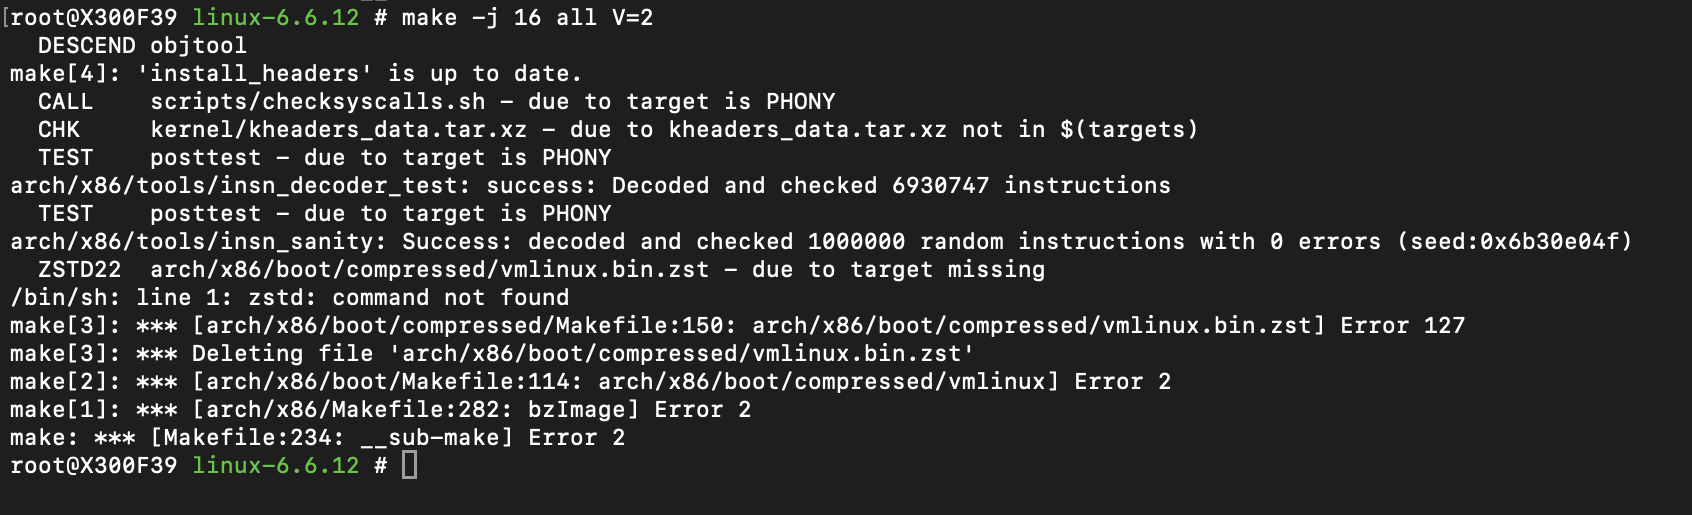 [root@X300F39 linux-6.6.12 # make -j 16 all V=2
  DESCEND objtool
make[4]: 'install_headers' is up to date.
  CALL    scripts/checksyscalls.sh - due to target is PHONY
  CHK     kernel/kheaders_data.tar.xz - due to kheaders_data.tar.xz not in $(targets)
  TEST    posttest - due to target is PHONY
arch/x86/tools/insn_decoder_test: success: Decoded and checked 6930747 instructions
  TEST    posttest - due to target is PHONY
arch/x86/tools/insn_sanity: Success: decoded and checked 1000000 random instructions with 0 errors (seed:0x6b30e04f)
  ZSTD22  arch/x86/boot/compressed/vmlinux.bin.zst - due to target missing
/bin/sh: line 1: zstd: command not found
make[3]: *** [arch/x86/boot/compressed/Makefile:150: arch/x86/boot/compressed/vmlinux.bin.zst] Error 127
make[3]: *** Deleting file 'arch/x86/boot/compressed/vmlinux.bin.zst'
make[2]: *** [arch/x86/boot/Makefile:114: arch/x86/boot/compressed/vmlinux] Error 2
make[1]: *** [arch/x86/Makefile:282: bzImage] Error 2
make: *** [Makefile:234: __sub-make] Error 2
root@X300F39 linux-6.6.12 #